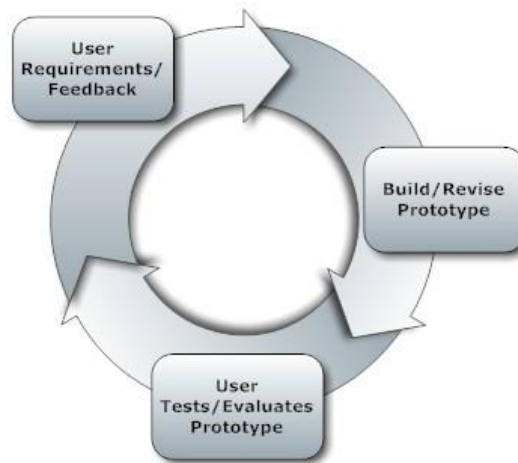 User
Requirements/
Feedback
Build/Revise
Prototype
User
Tests/Evaluates
Prototype